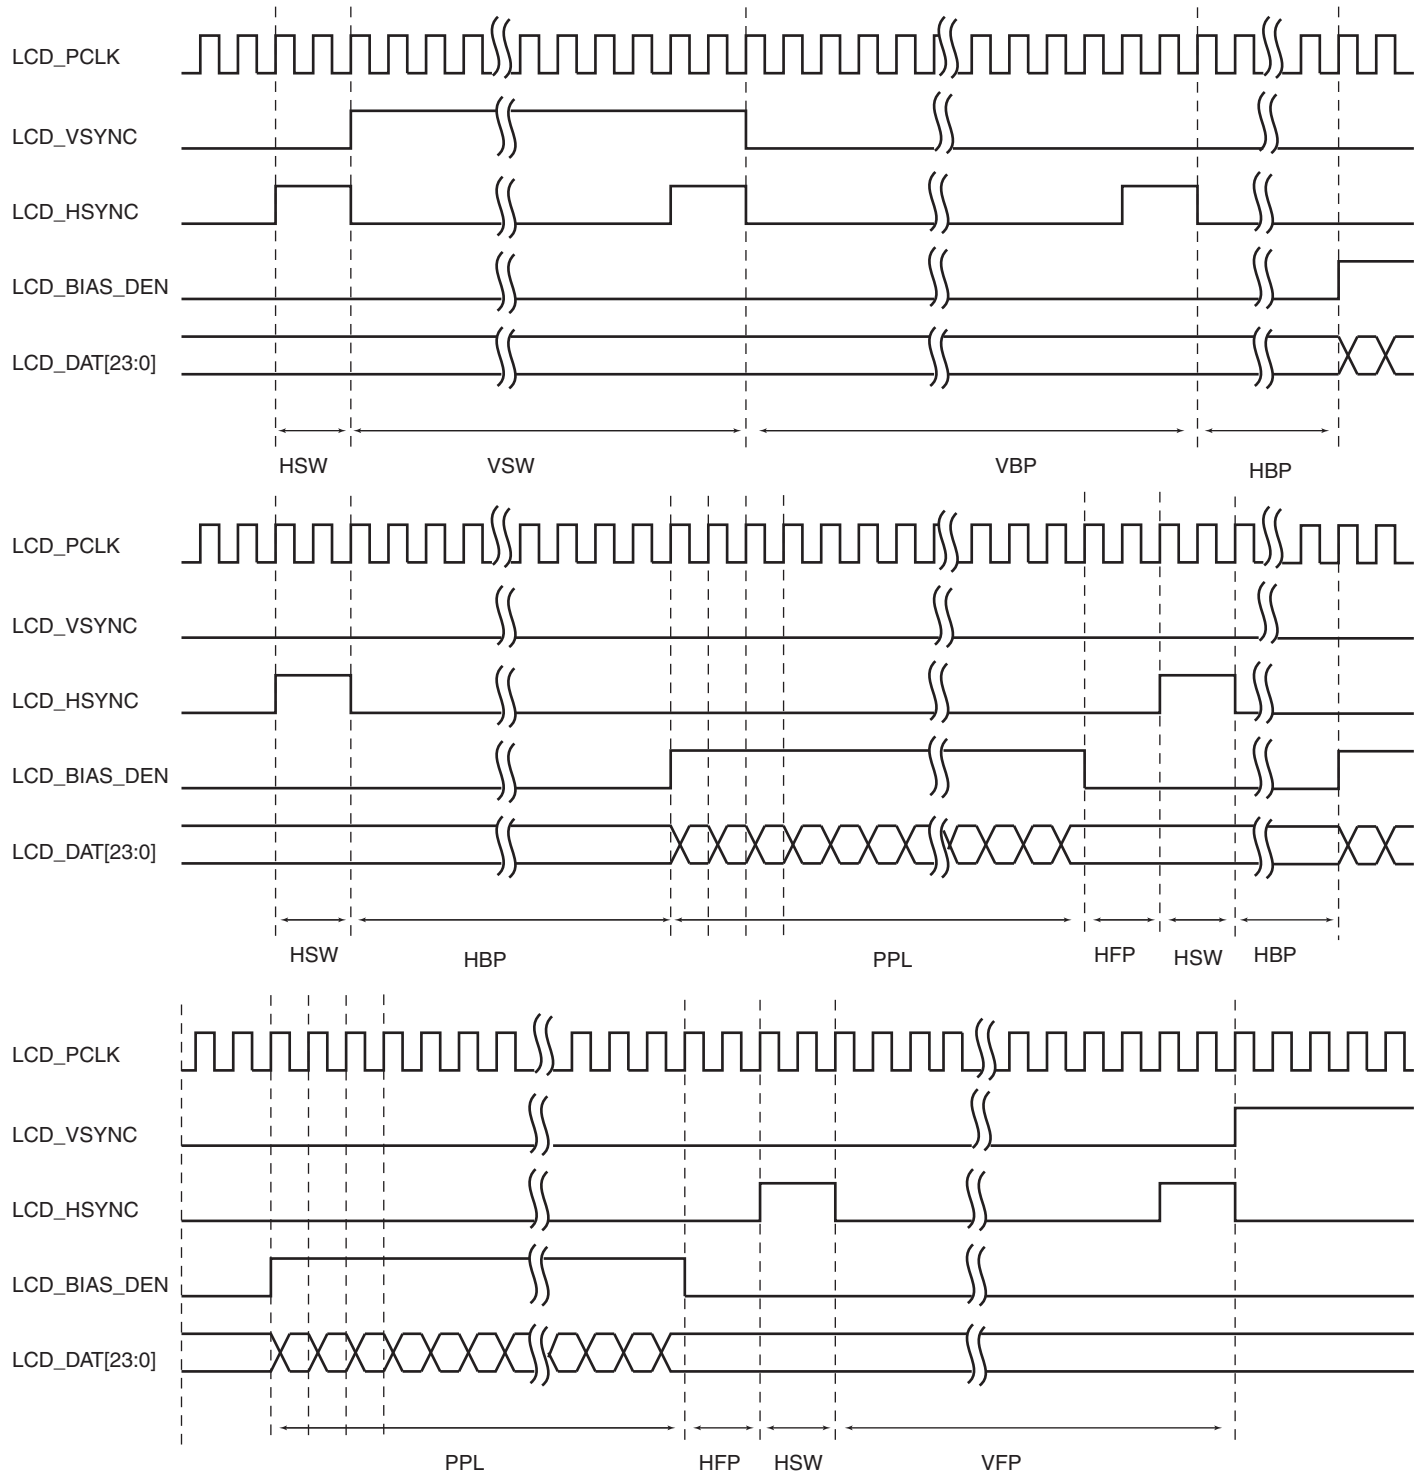 LCD_PCLK
LCD_VSYNC
LCD_HSYNC
LCD_BIAS_DEN
LCD_DAT[23:0]
HSW VSW VBP HBP
LCD_PCLK
LCD_VSYNC
LCD_HSYNC
LCD_BIAS_DEN
LCD_DAT[23:0]
HSW HBP PPL HFP HSW HBP
LCD_PCLK
LCD_VSYNC
LCD_HSYNC
LCD_BIAS_DEN
LCD_DAT[23:0]
PPL HFP HSW VFP